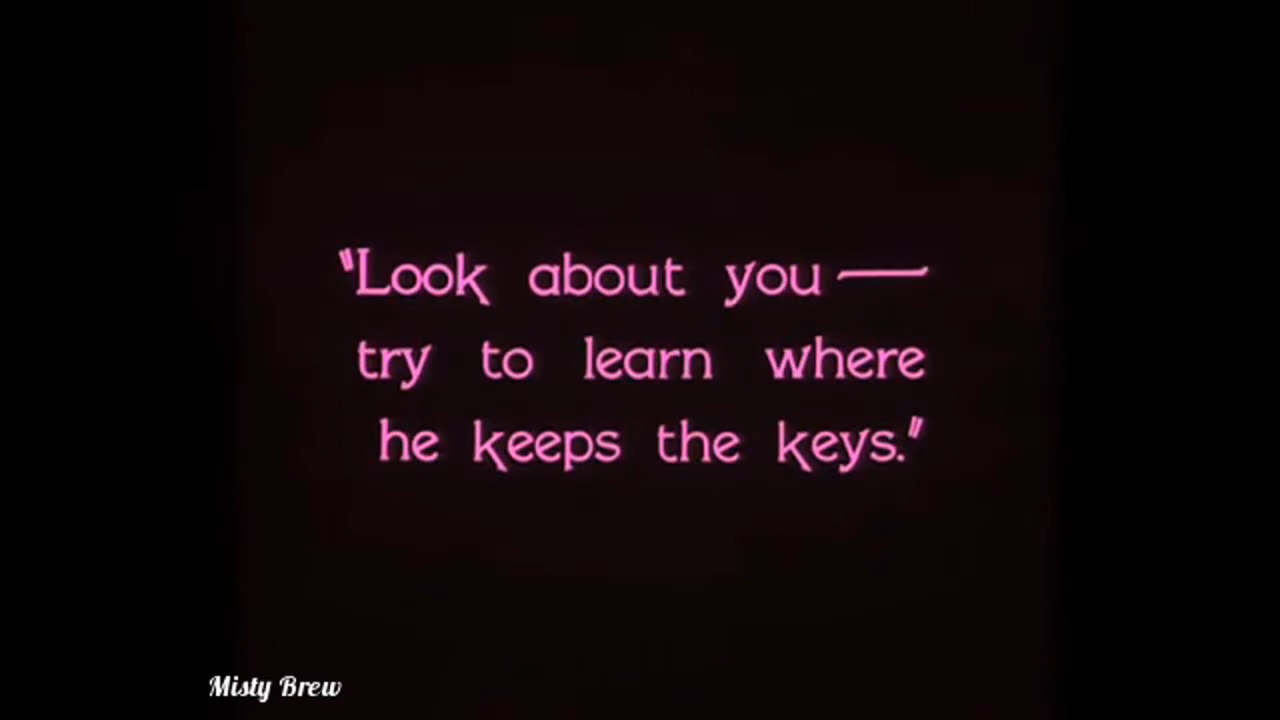 "Look about you —
try to learn where
he keeps the keys."
Misty Brew